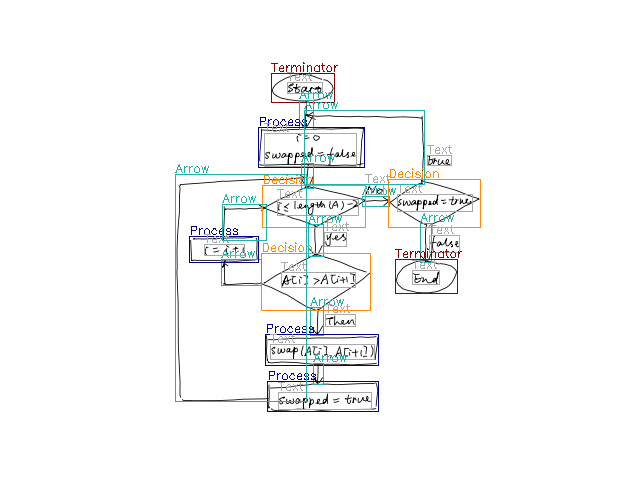 Terminator
Text
Start
Arrow
Arrow
Process
Text
i = 0
swapped = false
Arrow
Text
true
Arrow
Decision
Text
i ≤ length(A) -
Text
No
Arrow
Decision
Text
swapped = true
Arrow
Arrow
Arrow
Process
Text
i = i+1
Text
yes
Text
false
Decision
Text
A[i] > A[i+1]
Terminator
Text
End
Arrow
Text
Then
Process
Text
swap(A[i], A[i+1])
Arrow
Process
Text
swapped = true